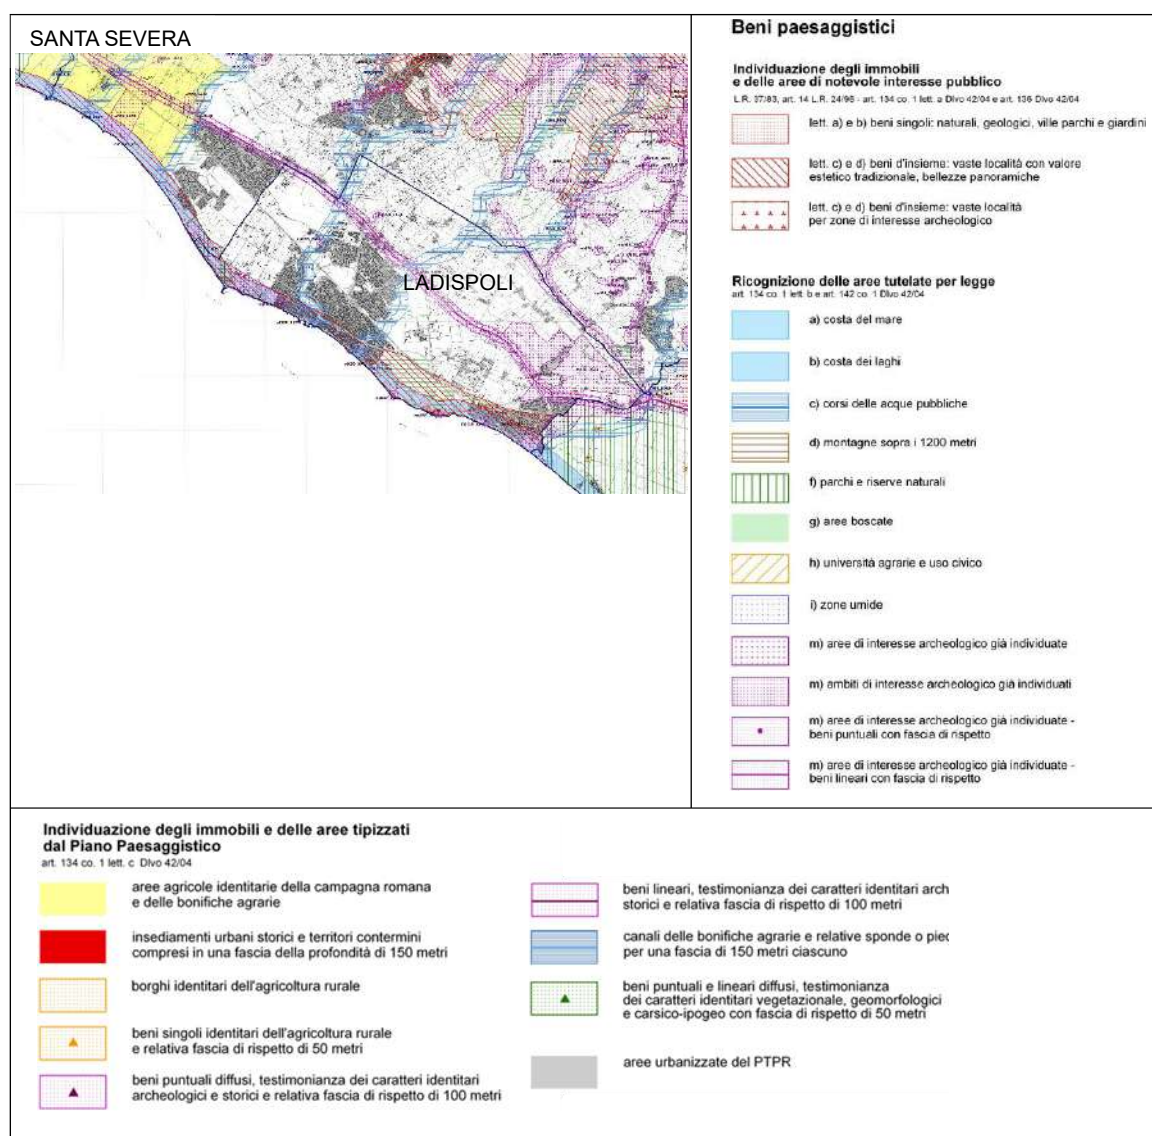 SANTA SEVERA
LADISPOLI
Beni paesaggistici
Individuazione degli immobili
e delle aree di notevole interesse pubblico
L.R. 37/83, art. 14 L.R. 24/98 - art. 134 co. 1 lett. a Dlvo 42/04 e art. 136 Dlvo 42/04
lett. a) e b) beni singoli: naturali, geologici, ville parchi e giardini
lett. c) e d) beni d'insieme: vaste località con valore
estetico tradizionale, bellezze panoramiche
lett. c) e d) beni d'insieme: vaste località
per zone di interesse archeologico
Ricognizione delle aree tutelate per legge
art. 134 co. 1 lett. b e art. 142 co. 1 Dlvo 42/04
a) costa del mare
b) costa dei laghi
c) corsi delle acque pubbliche
d) montagne sopra i 1200 metri
f) parchi e riserve naturali
g) aree boscate
h) università agrarie e uso civico
i) zone umide
m) aree di interesse archeologico già individuate
m) ambiti di interesse archeologico già individuati
m) aree di interesse archeologico già individuate -
beni puntuali con fascia di rispetto
m) aree di interesse archeologico già individuate -
beni lineari con fascia di rispetto
Individuazione degli immobili e delle aree tipizzati
dal Piano Paesaggistico
art. 134 co. 1 lett. c Dlvo 42/04
aree agricole identitarie della campagna romana
e delle bonifiche agrarie
insediamenti urbani storici e territori contermini
compresi in una fascia della profondità di 150 metri
borghi identitari dell'agricoltura rurale
beni singoli identitari dell'agricoltura rurale
e relativa fascia di rispetto di 50 metri
beni puntuali diffusi, testimonianza dei caratteri identitari
archeologici e storici e relativa fascia di rispetto di 100 metri
beni lineari, testimonianza dei caratteri identitari arch
storici e relativa fascia di rispetto di 100 metri
canali delle bonifiche agrarie e relative sponde o pied
per una fascia di 150 metri ciascuno
beni puntuali e lineari diffusi, testimonianza
dei caratteri identitari vegetazionale, geomorfologici
e carsico-ipogeo con fascia di rispetto di 50 metri
aree urbanizzate del PTPR